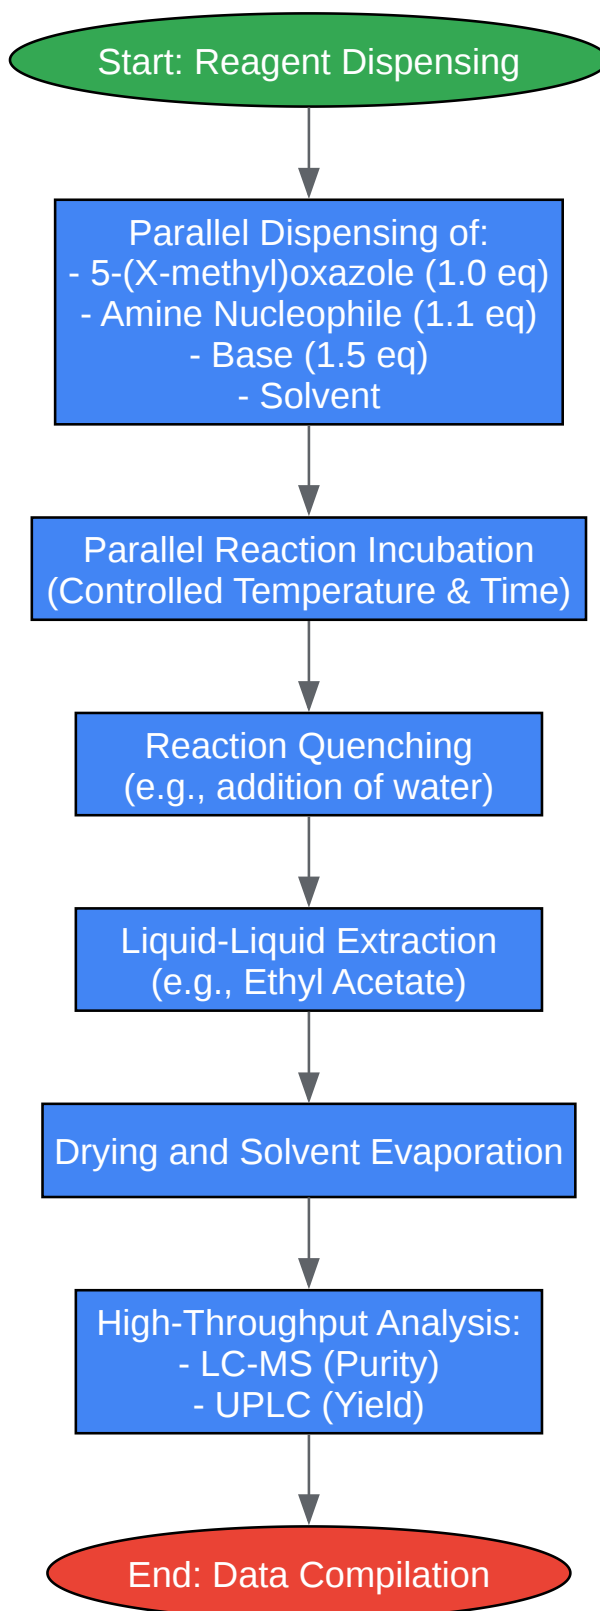 Start: Reagent Dispensing
Parallel Dispensing of:
- 5-(X-methyl)oxazole (1.0 eq)
- Amine Nucleophile (1.1 eq)
- Base (1.5 eq)
- Solvent
Parallel Reaction Incubation
(Controlled Temperature & Time)
Reaction Quenching
(e.g., addition of water)
Liquid-Liquid Extraction
(e.g., Ethyl Acetate)
Drying and Solvent Evaporation
High-Throughput Analysis:
- LC-MS (Purity)
- UPLC (Yield)
End: Data Compilation